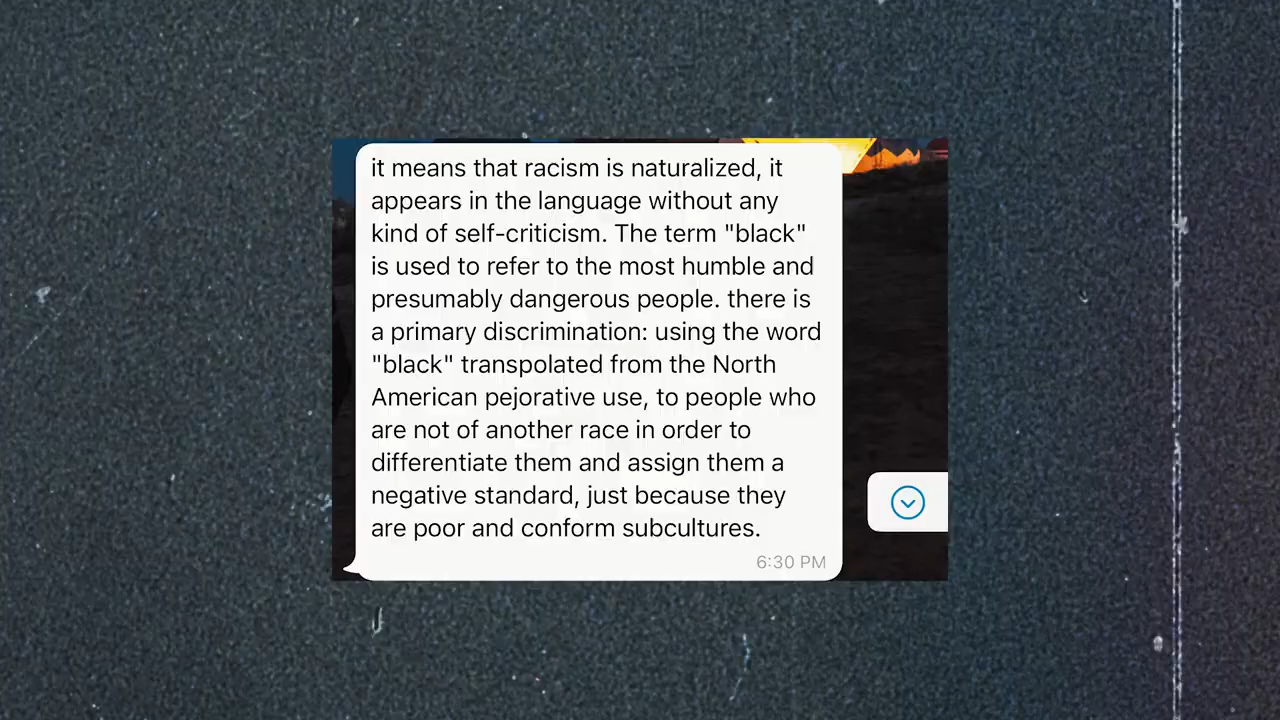 it means that racism is naturalized, it
appears in the language without any
kind of self-criticism. The term "black"
is used to refer to the most humble and
presumably dangerous people. there is
a primary discrimination: using the word
"black" transpolated from the North
American pejorative use, to people who
are not of another race in order to
differentiate them and assign them a
negative standard, just because they
are poor and conform subcultures.
6:30 PM